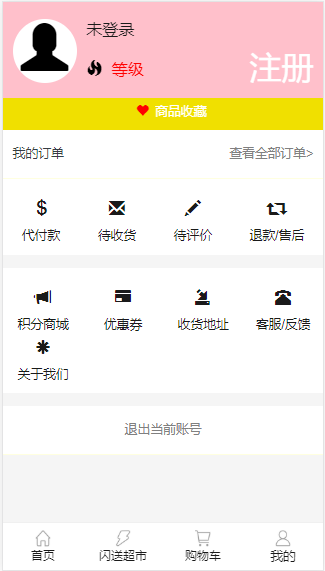 未登录
等级
注册
商品收藏
我的订单 查看全部订单>
代付款 待收货 待评价 退款/售后
积分商城 优惠券 收货地址 客服/反馈
关于我们
退出当前账号
首页 闪送超市 购物车 我的